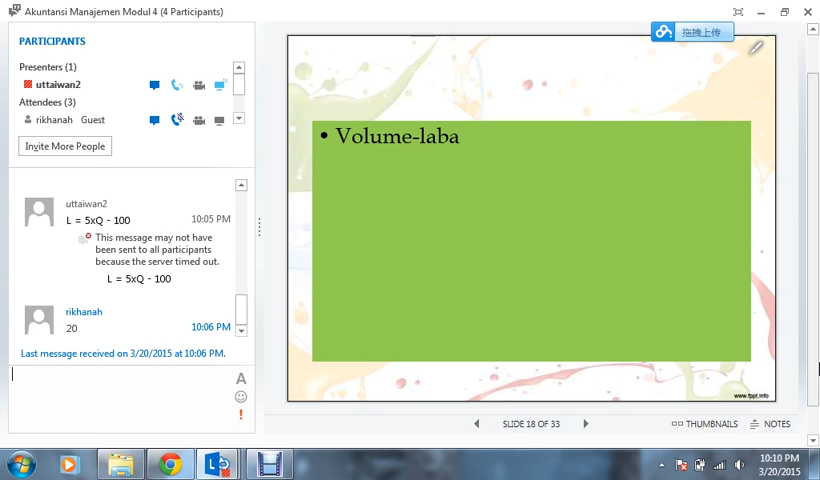 Akuntansi Manajemen Modul 4 (4 Participants)
PARTICIPANTS
Presenters (1)
uttaiwan2
Attendees (3)
rikhanah Guest
Invite More People
uttaiwan2
L = 5xQ - 100 10:05 PM
This message may not have
been sent to all participants
because the server timed out.
L = 5xQ - 100
rikhanah
20 10:06 PM
Last message received on 3/20/2015 at 10:06 PM.
A
拖拽上传
• Volume-laba
www.fppt.info
SLIDE 18 OF 33
THUMBNAILS
NOTES
10:10 PM
3/20/2015